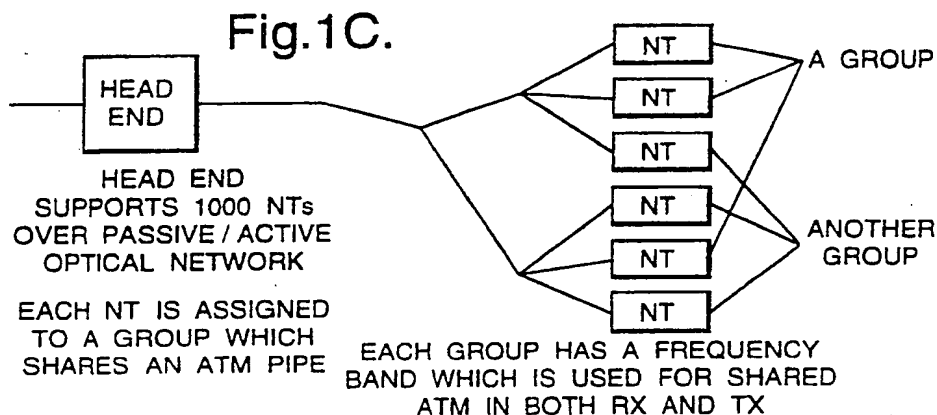 Fig.1C.
HEAD
END
NT
NT
NT
NT
NT
NT
A GROUP
ANOTHER
GROUP
HEAD END
SUPPORTS 1000 NTs
OVER PASSIVE/ACTIVE
OPTICAL NETWORK
EACH NT IS ASSIGNED
TO A GROUP WHICH
SHARES AN ATM PIPE
EACH GROUP HAS A FREQUENCY
BAND WHICH IS USED FOR SHARED
ATM IN BOTH RX AND TX